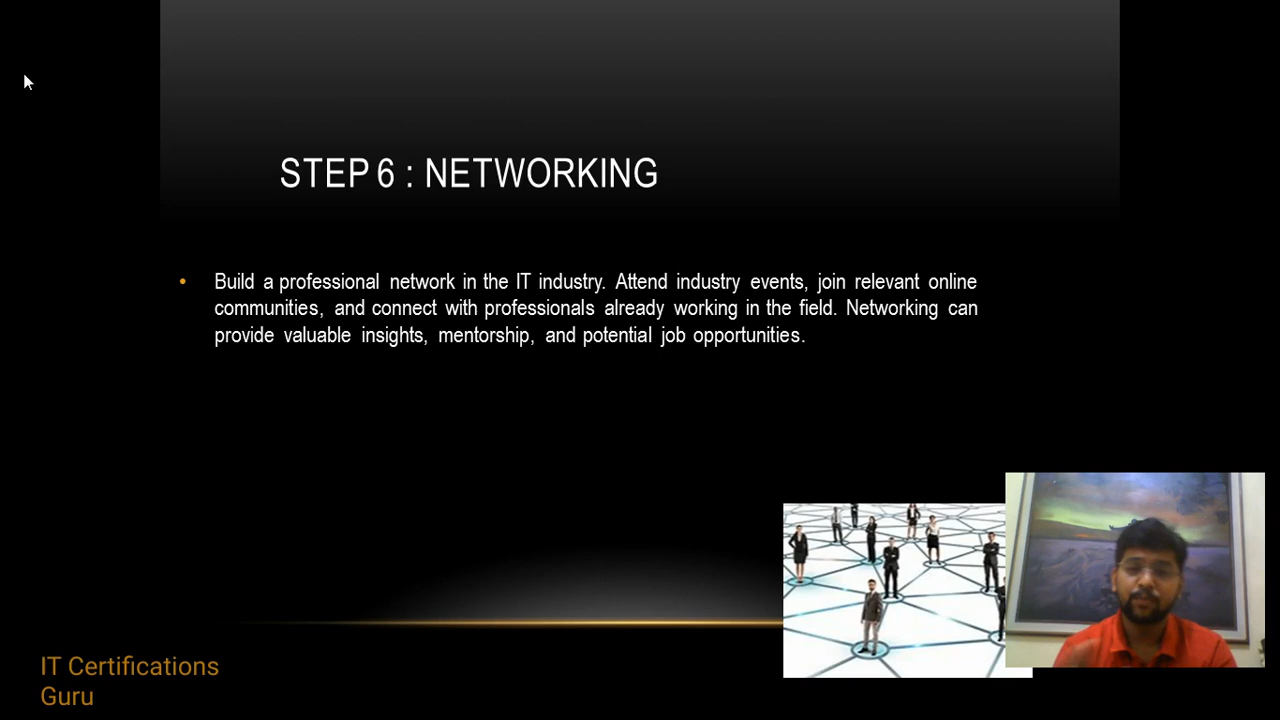 STEP 6 : NETWORKING
• Build a professional network in the IT industry. Attend industry events, join relevant online
communities, and connect with professionals already working in the field. Networking can
provide valuable insights, mentorship, and potential job opportunities.
IT Certifications
Guru